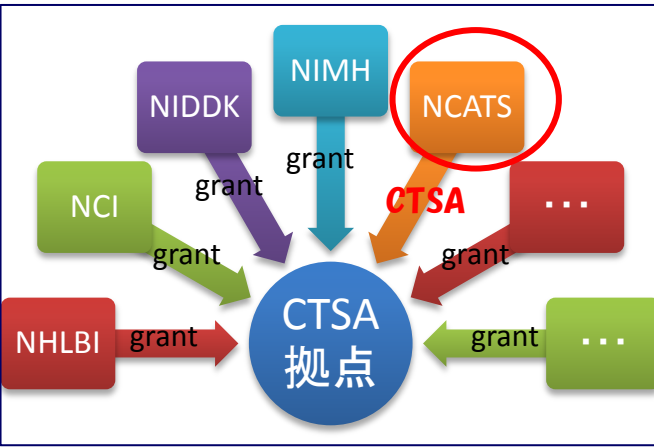 NIMH
NIDDK
NCATS
grant
grant
CTSA
NCI
...
grant
grant
CTSA
拠点
NHLBI
grant
grant
...